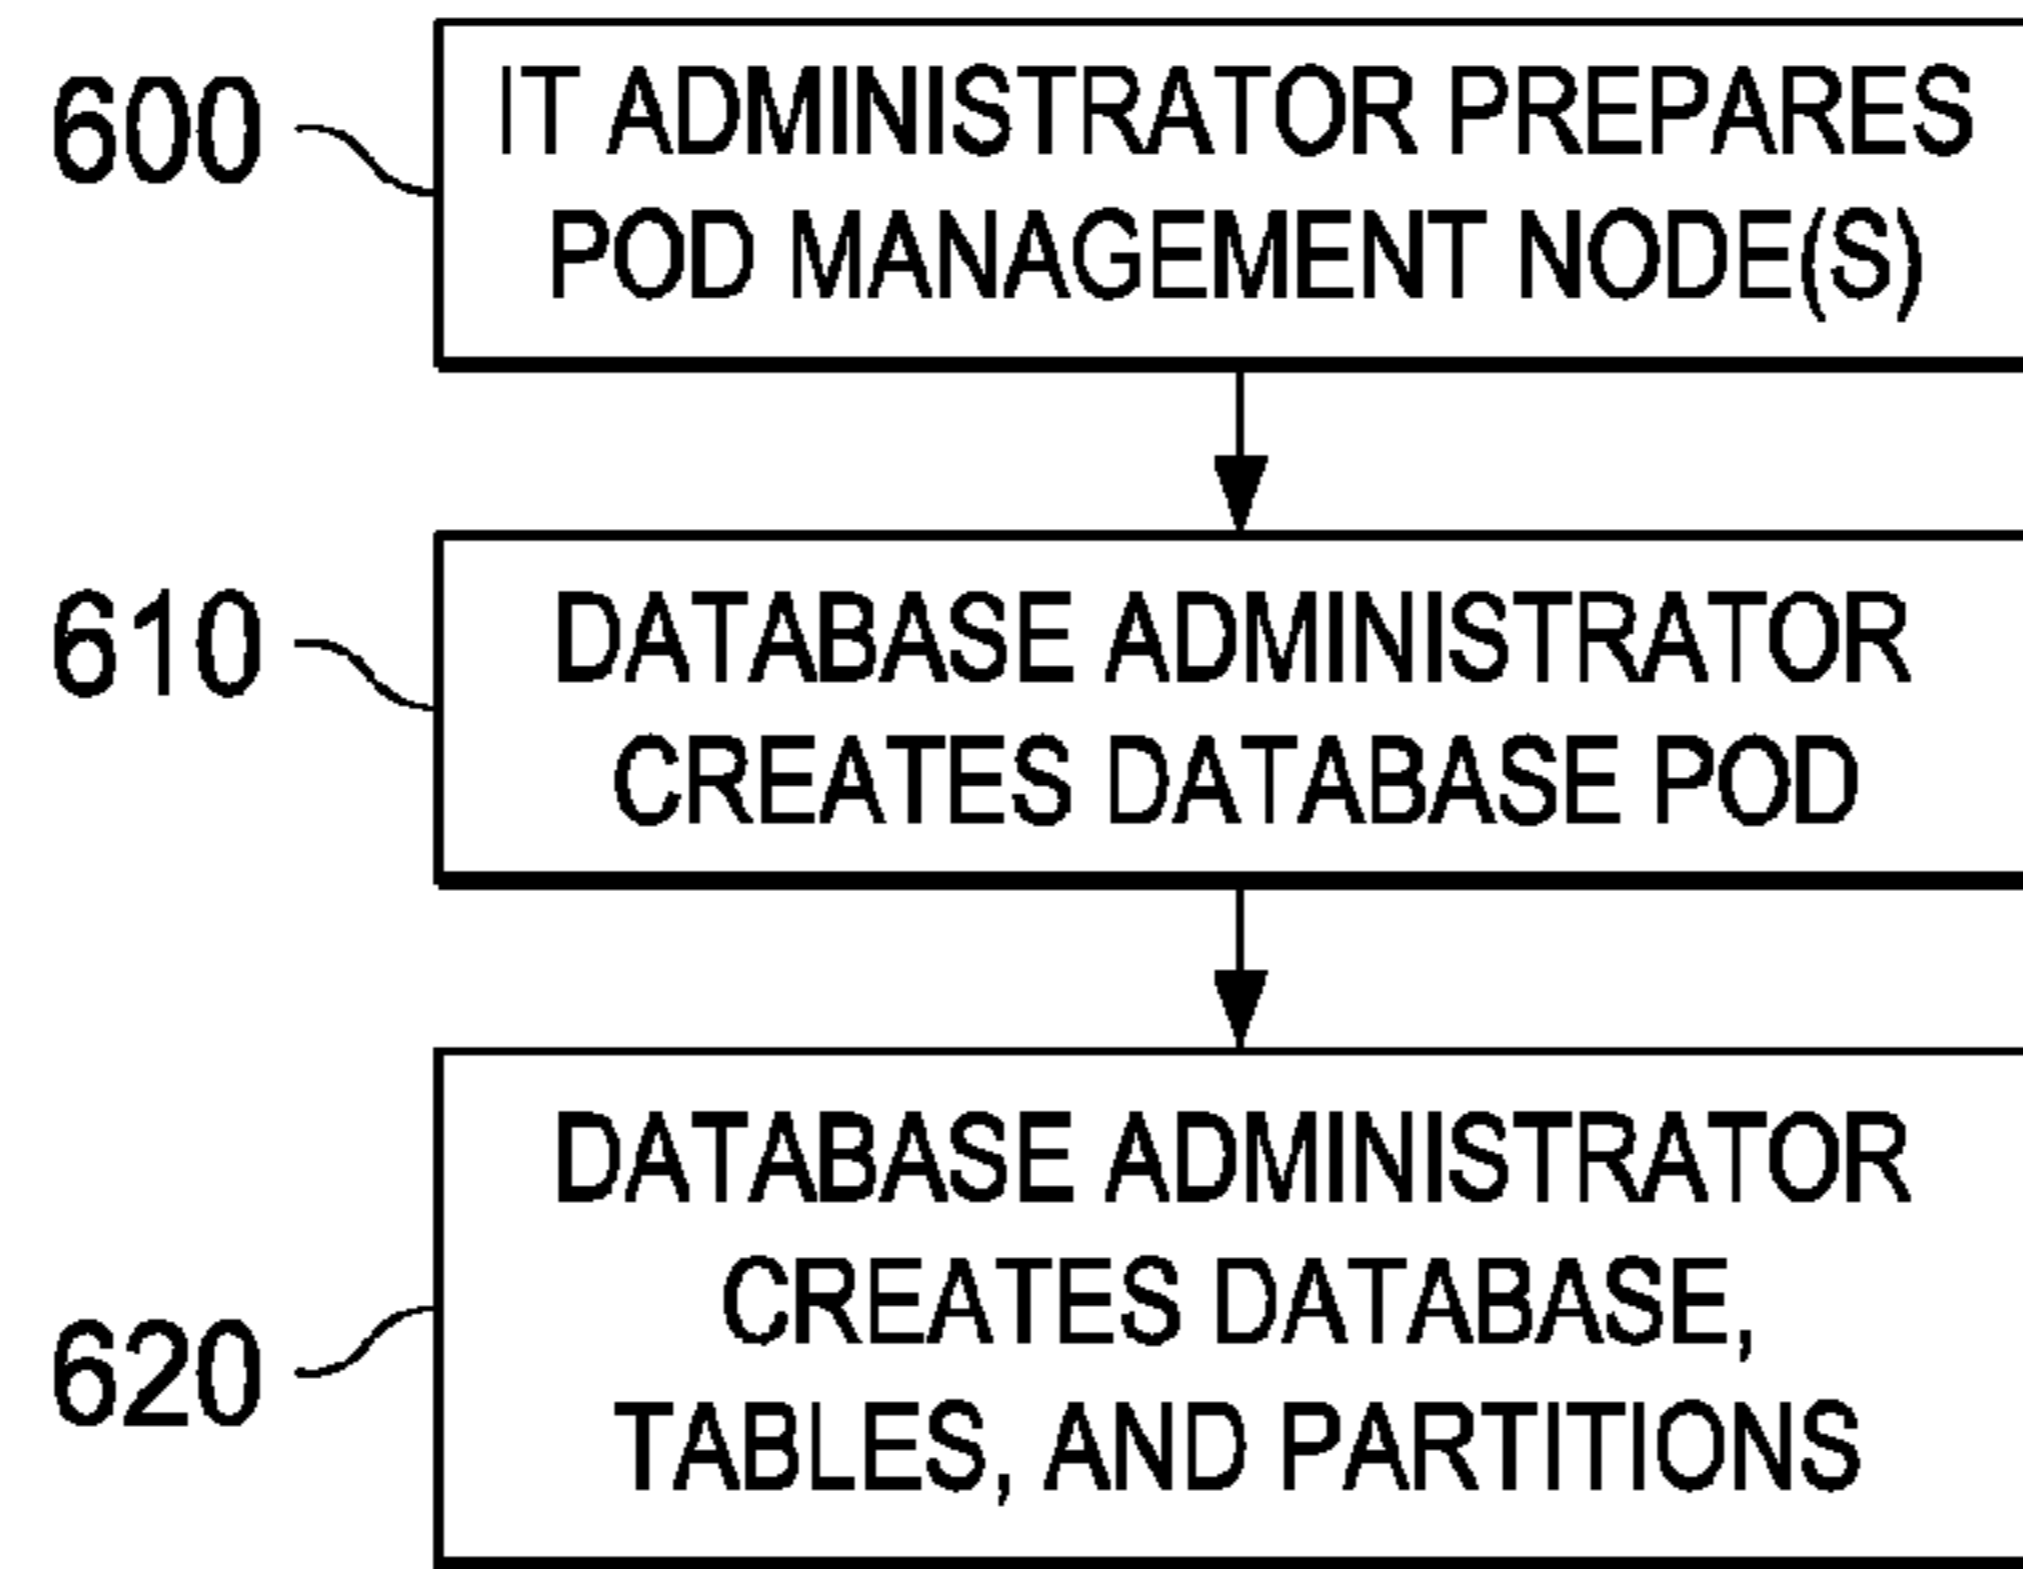 600
IT ADMINISTRATOR PREPARES
POD MANAGEMENT NODE(S)
610
DATABASE ADMINISTRATOR
CREATES DATABASE POD
620
DATABASE ADMINISTRATOR
CREATES DATABASE,
TABLES, AND PARTITIONS